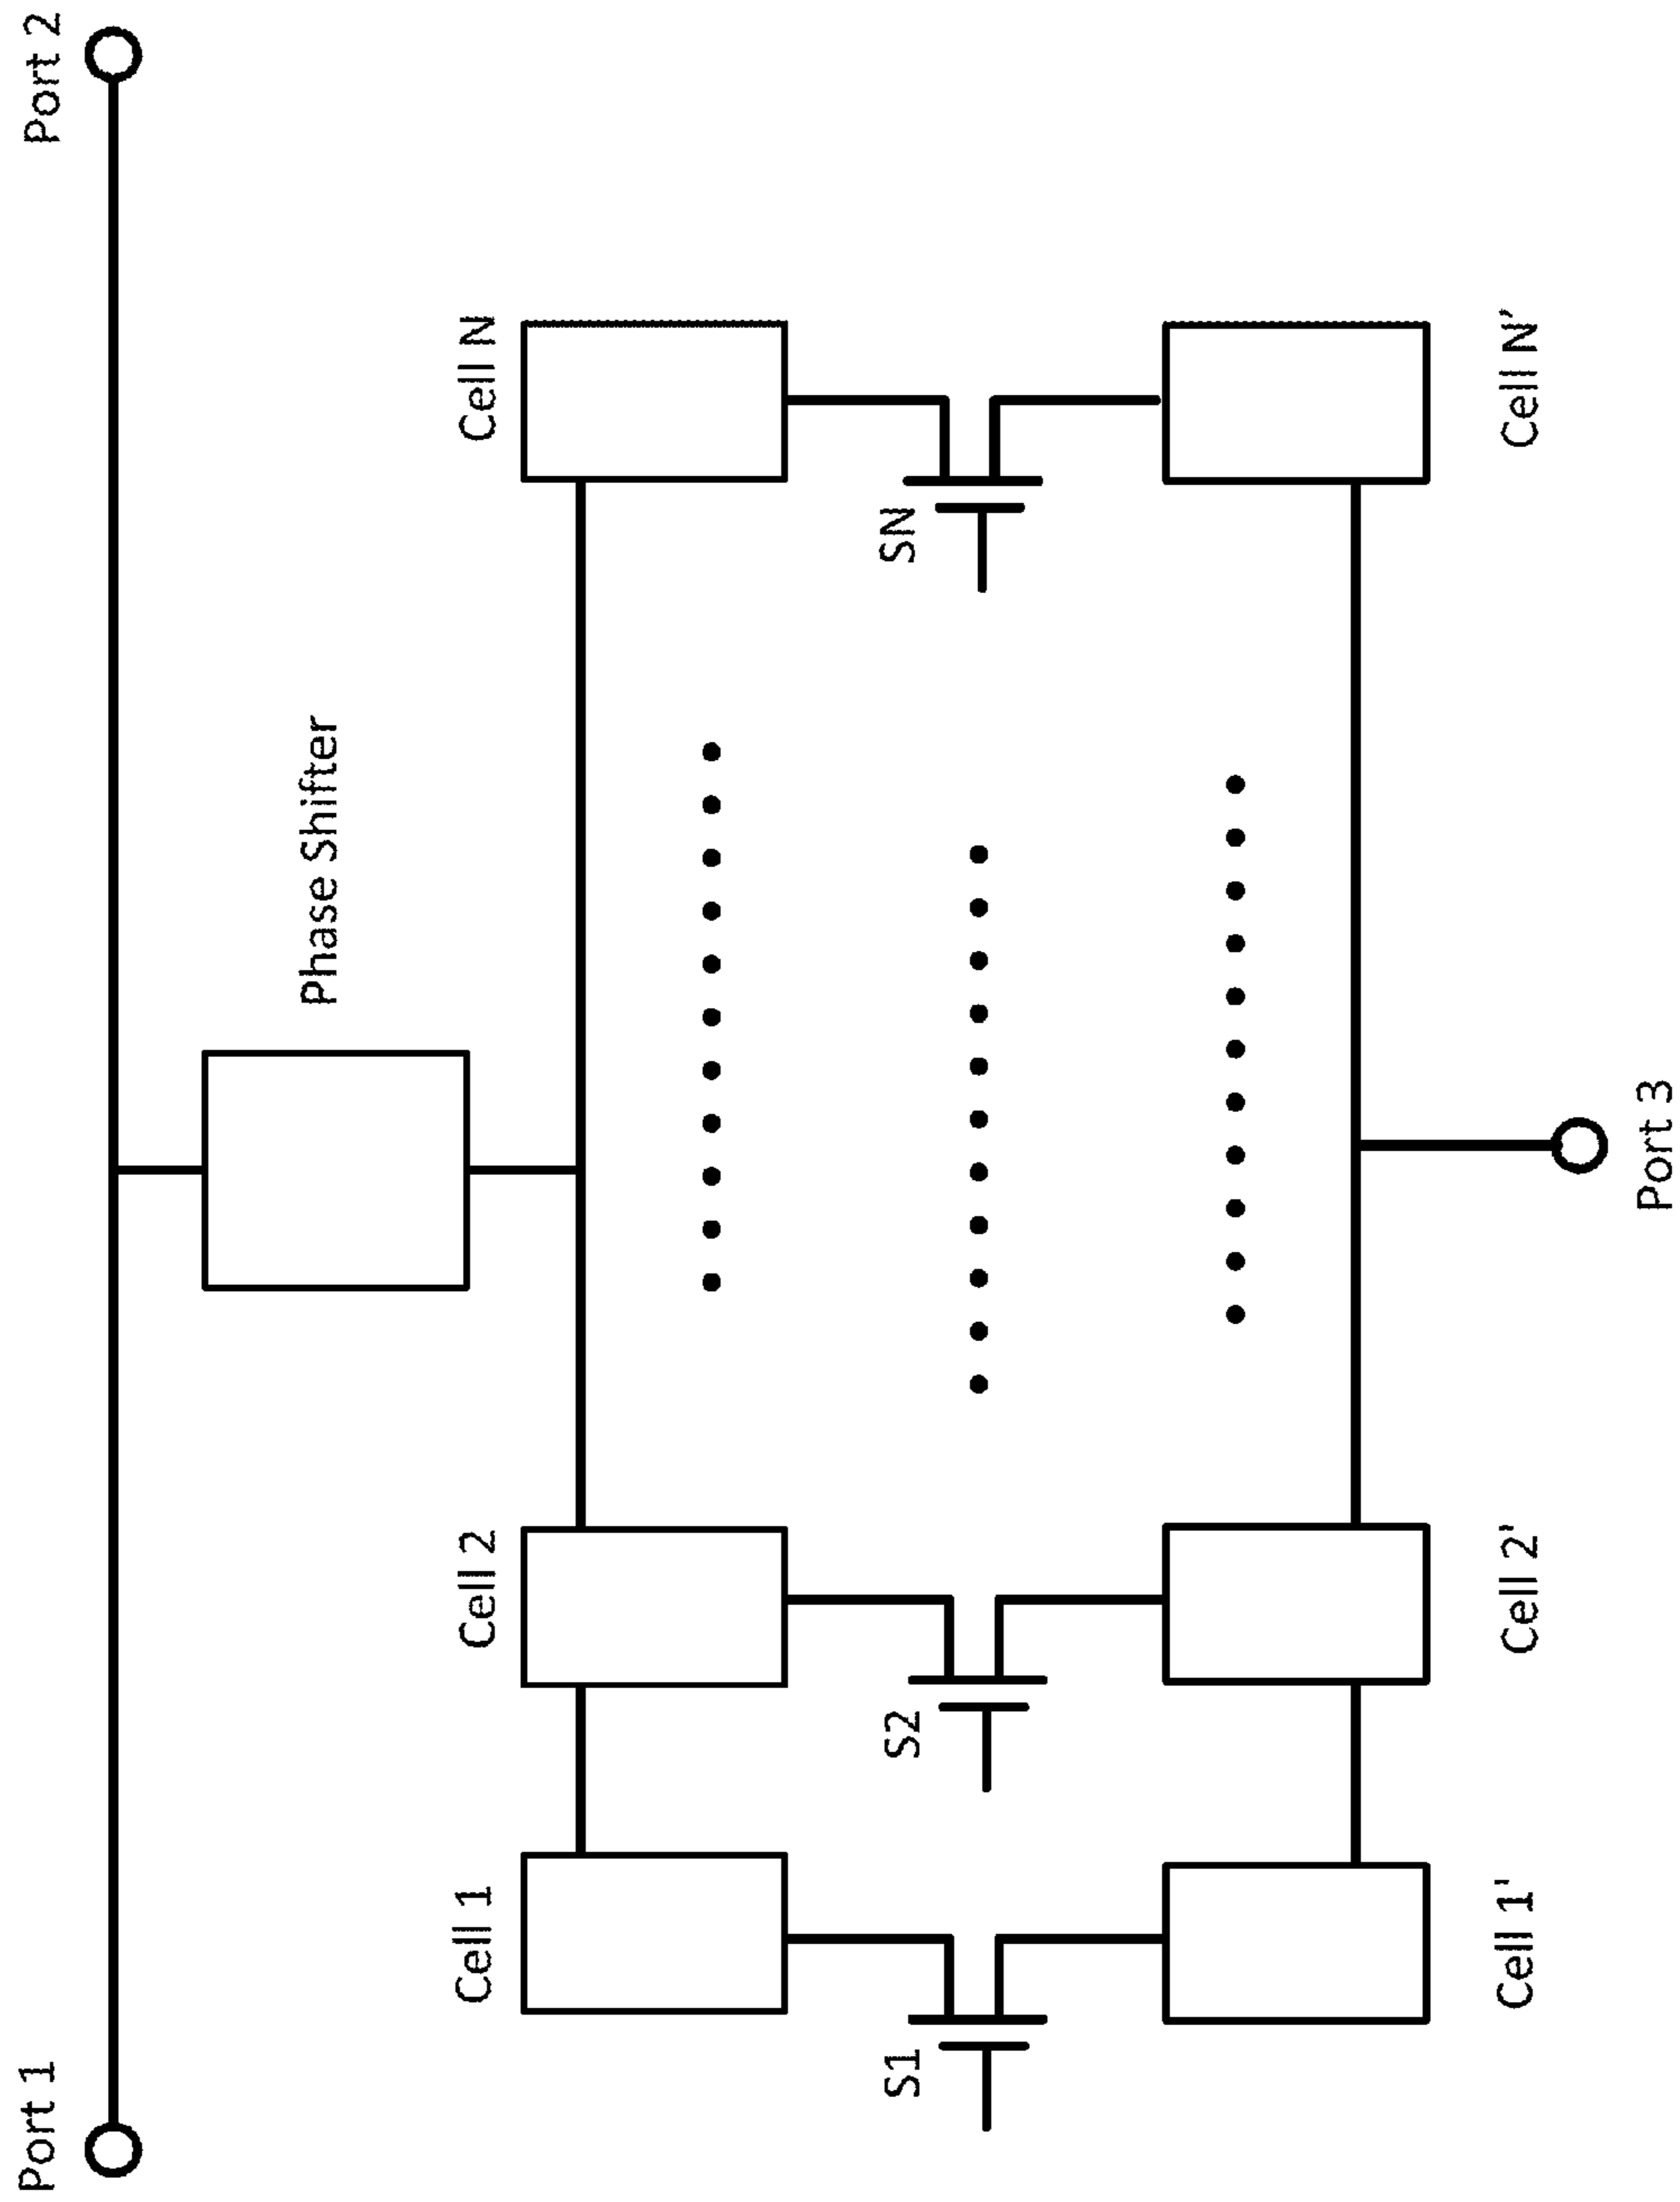 Port 1
Port 2
Phase Shifter
Cell 1
Cell 2
Cell N
S1
S2
SN
Cell 1'
Cell 2'
Cell N'
Port 3